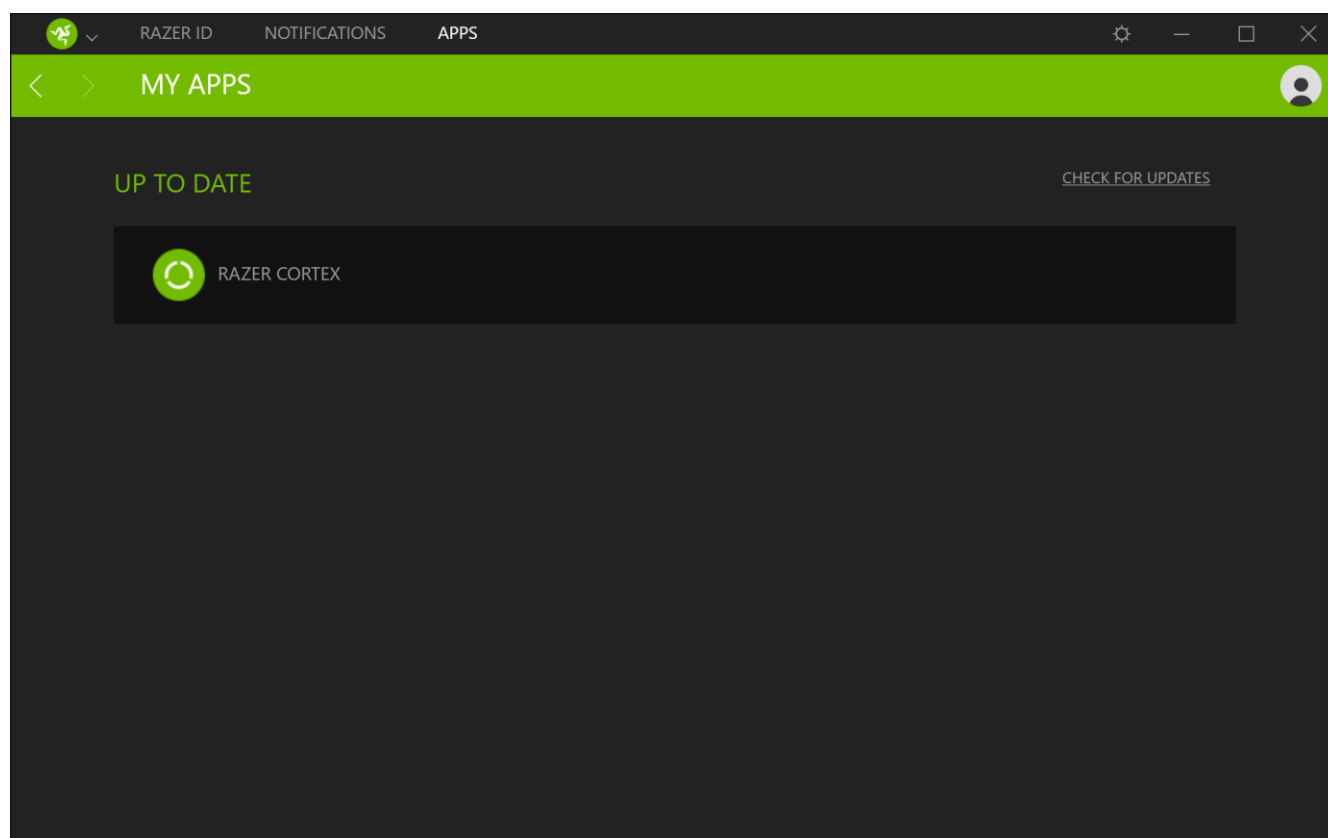 RAZER ID NOTIFICATIONS APPS
MY APPS
UP TO DATE CHECK FOR UPDATES
RAZER CORTEX